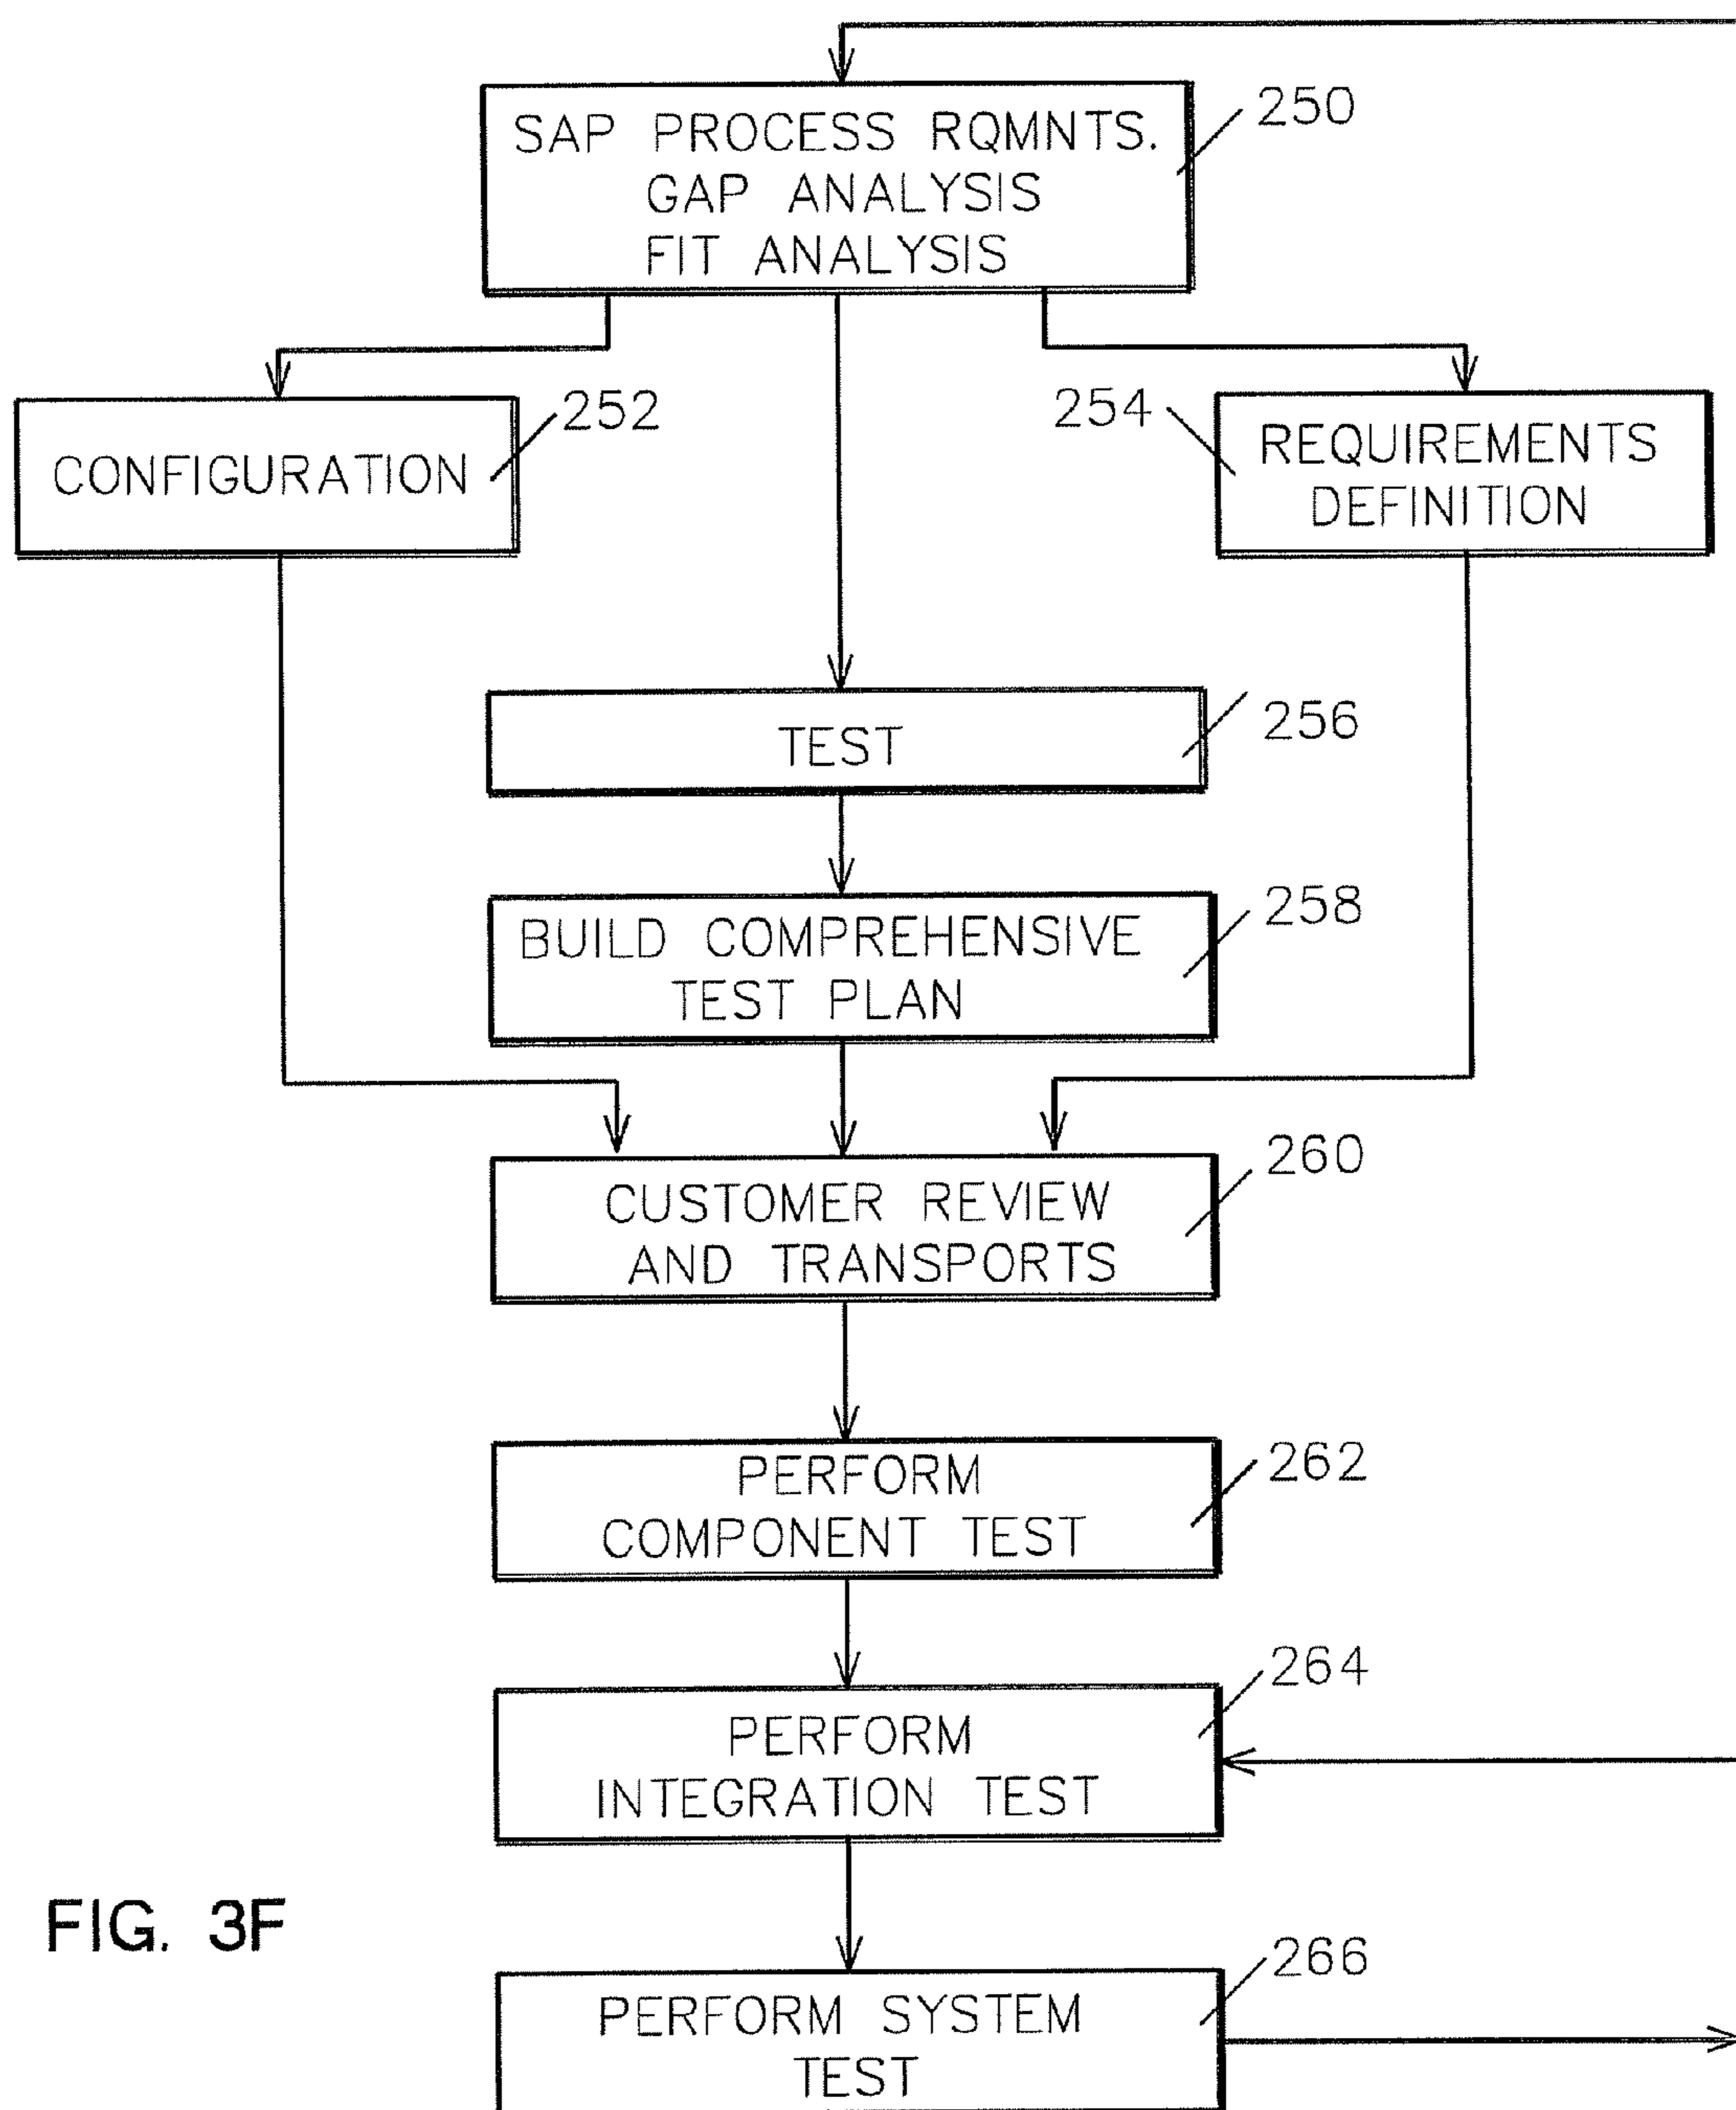 250
SAP PROCESS RQMNTS.
GAP ANALYSIS
FIT ANALYSIS
252
CONFIGURATION
254
REQUIREMENTS
DEFINITION
256
TEST
258
BUILD COMPREHENSIVE
TEST PLAN
260
CUSTOMER REVIEW
AND TRANSPORTS
262
PERFORM
COMPONENT TEST
264
PERFORM
INTEGRATION TEST
FIG. 3F
266
PERFORM SYSTEM
TEST